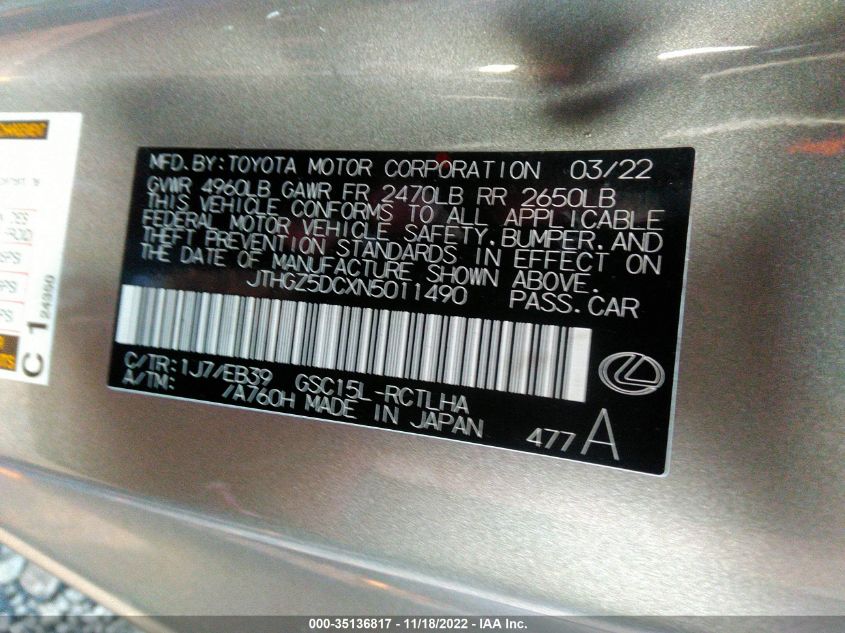 MFD. BY: TOYOTA MOTOR CORPORATION 03/22
GVWR 4960LB GAWR FR 2470LB RR 2650LB
THIS VEHICLE CONFORMS TO ALL APPLICABLE
FEDERAL MOTOR VEHICLE SAFETY, BUMPER, AND
THEFT PREVENTION STANDARDS IN EFFECT ON
THE DATE OF MANUFACTURE SHOWN ABOVE.
JTHGZ5DCXN5011490 PASS. CAR
C/TR: 1J7/EB39 GSC15L-RCTLHA
A/TM: /A760H MADE IN JAPAN
477A
C 1 24390
000-35136817 - 11/18/2022 - IAA Inc.